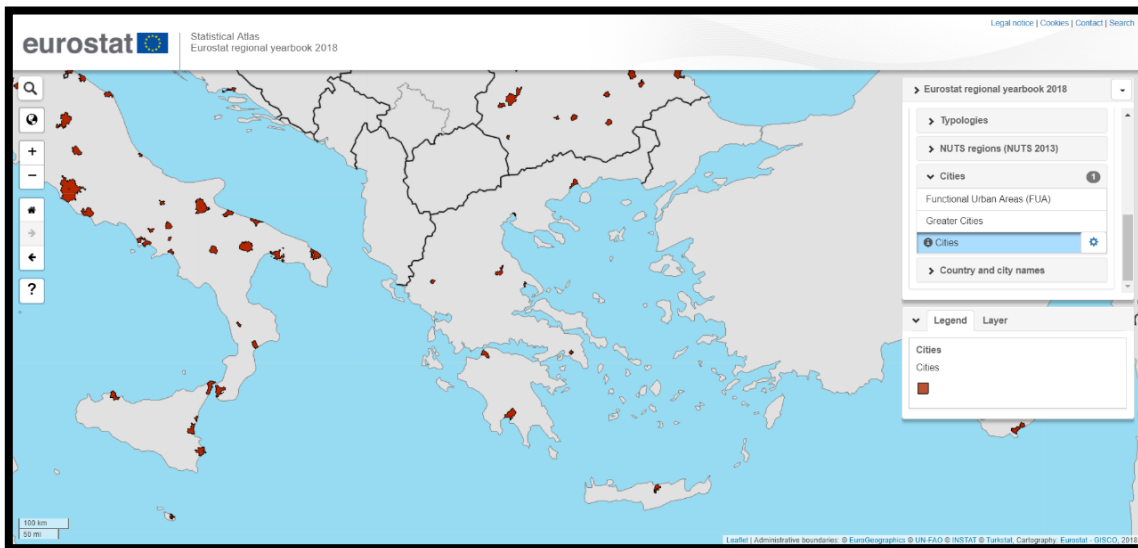 Legal notice | Cookies | Contact | Search
eurostat
Statistical Atlas
Eurostat regional yearbook 2018
Eurostat regional yearbook 2018
Typologies
NUTS regions (NUTS 2013)
Cities
1
Functional Urban Areas (FUA)
Greater Cities
Cities
Country and city names
Legend Layer
Cities
Cities
+
−
?
100 km
50 mi
Leaflet | Administrative boundaries: © EuroGeographics © UN-FAO © INSTAT © Turkstat, Cartography: Eurostat - GISCO, 2018